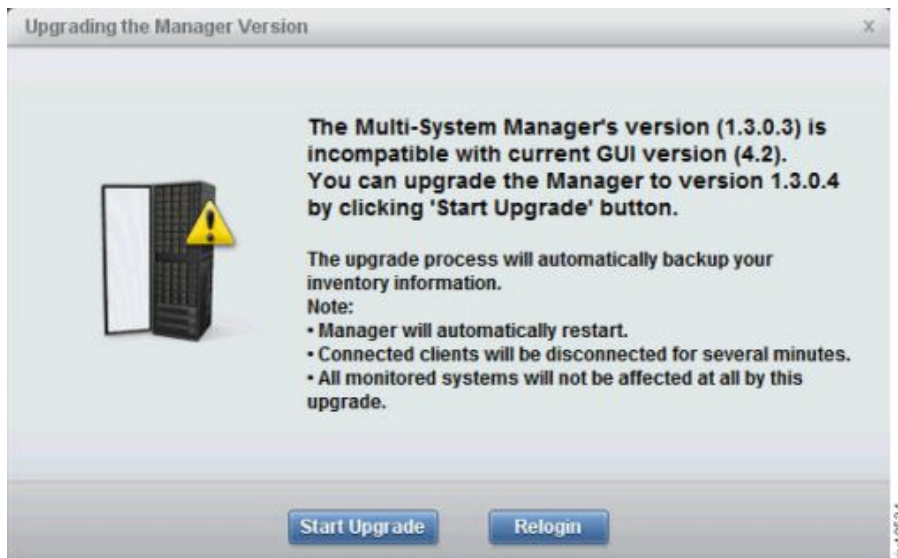 Upgrading the Manager Version
x
The Multi-System Manager's version (1.3.0.3) is
incompatible with current GUI version (4.2).
You can upgrade the Manager to version 1.3.0.4
by clicking 'Start Upgrade' button.
The upgrade process will automatically backup your
inventory information.
Note:
• Manager will automatically restart.
• Connected clients will be disconnected for several minutes.
• All monitored systems will not be affected at all by this
upgrade.
Start Upgrade
Relogin